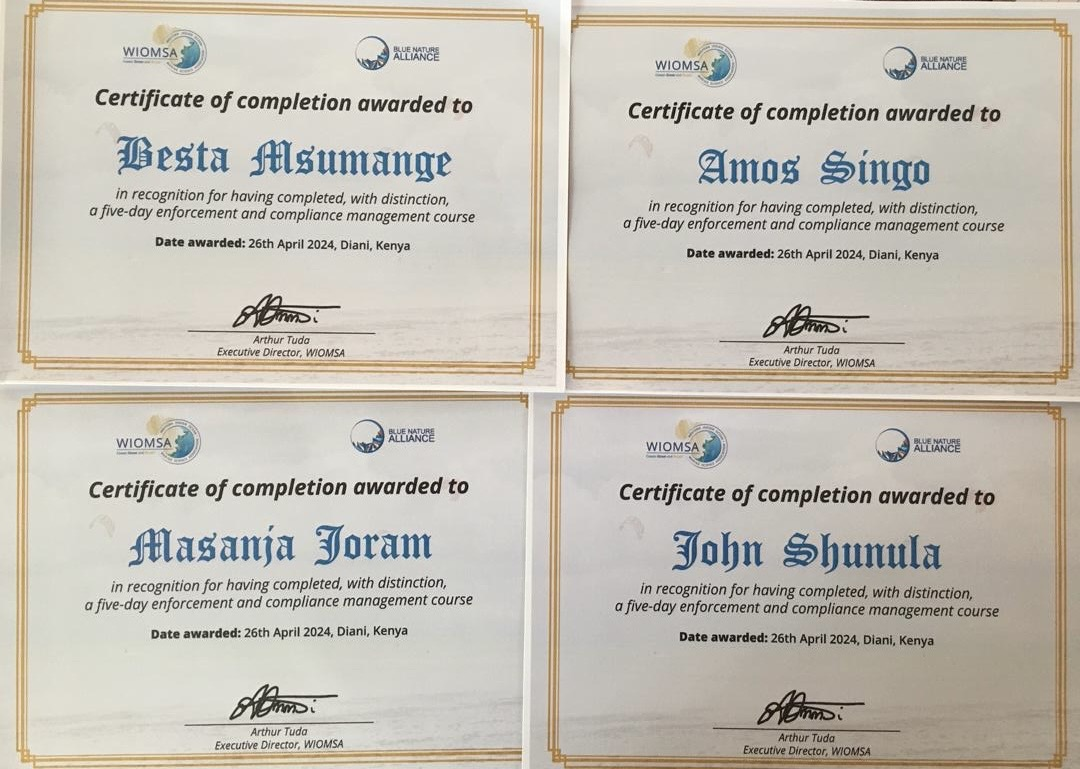 WIOMSA
BLUE NATURE
ALLIANCE
Certificate of completion awarded to
Besta Msumange
in recognition for having completed, with distinction,
a five-day enforcement and compliance management course
Date awarded: 26th April 2024, Diani, Kenya
Arthur Tuda
Executive Director, WIOMSA
WIOMSA
BLUE NATURE
ALLIANCE
Certificate of completion awarded to
Amos Singo
in recognition for having completed, with distinction,
a five-day enforcement and compliance management course
Date awarded: 26th April 2024, Diani, Kenya
Arthur Tuda
Executive Director, WIOMSA
WIOMSA
BLUE NATURE
ALLIANCE
Certificate of completion awarded to
Masanja Joram
in recognition for having completed, with distinction,
a five-day enforcement and compliance management course
Date awarded: 26th April 2024, Diani, Kenya
Arthur Tuda
Executive Director, WIOMSA
WIOMSA
BLUE NATURE
ALLIANCE
Certificate of completion awarded to
John Shunula
in recognition for having completed, with distinction,
a five-day enforcement and compliance management course
Date awarded: 26th April 2024, Diani, Kenya
Arthur Tuda
Executive Director, WIOMSA